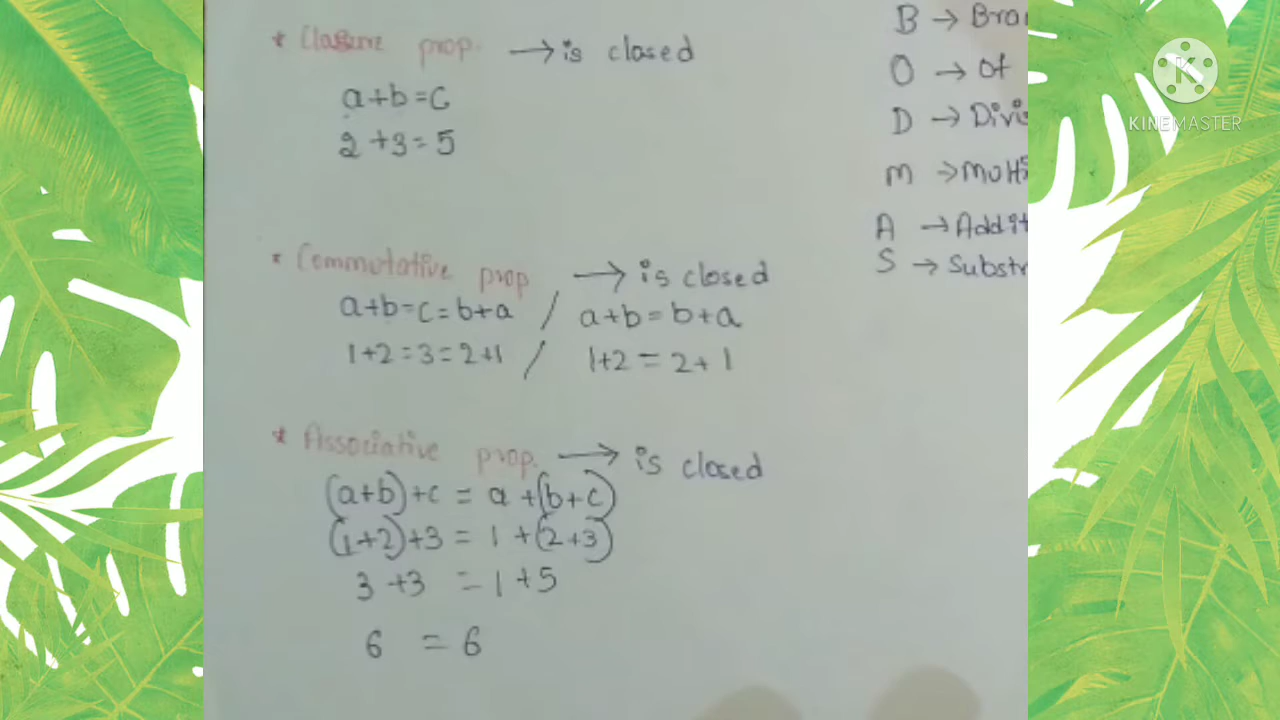 * Closure prop. → is closed
a+b=c
2+3=5
* Commutative prop → is closed
a+b=c=b+a / a+b=b+a
1+2=3=2+1 / 1+2=2+1
* Associative prop. → is closed
(a+b)+c = a+(b+c)
(1+2)+3 = 1+(2+3)
3+3 = 1+5
6 = 6
B → Bra
O → Of
D → Divi
M →
A → Addit
S → Substr
K
KINEMASTER